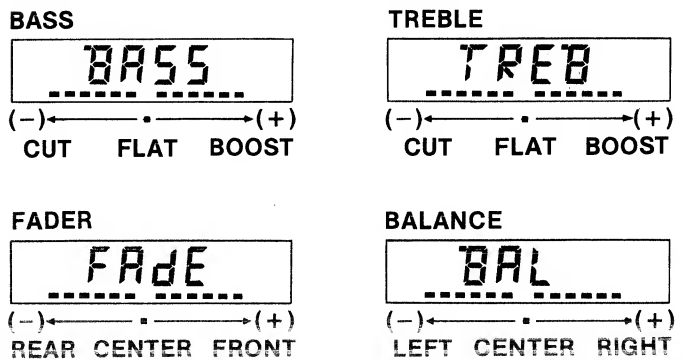 BASS
BASS
(−) (+)
CUT FLAT BOOST
TREBLE
TREB
(−) (+)
CUT FLAT BOOST
FADER
FAdE
(−) (+)
REAR CENTER FRONT
BALANCE
BAL
(−) (+)
LEFT CENTER RIGHT